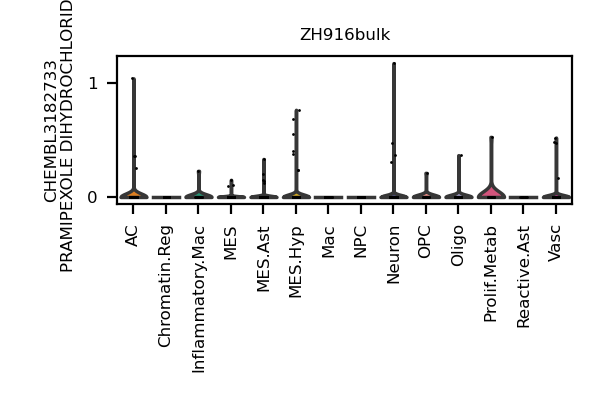 ZH916bulk
CHEMBL3182733
PRAMIPEXOLE DIHYDROCHLORID
1
0
AC
Chromatin.Reg
Inflammatory.Mac
MES
MES.Ast
MES.Hyp
Mac
NPC
Neuron
OPC
Oligo
Prolif.Metab
Reactive.Ast
Vasc